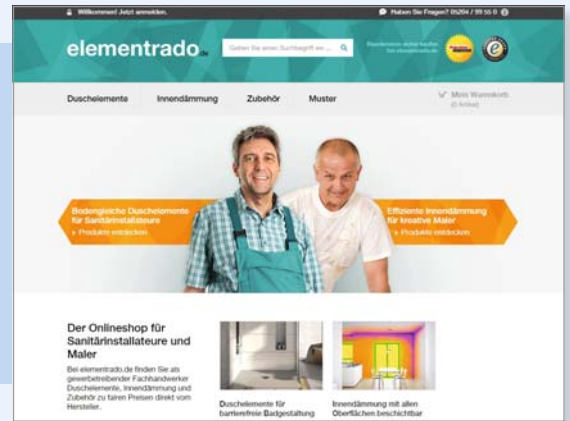 Willkommen! Jetzt anmelden.
Haben Sie Fragen? 05204 / 99 55 0
elementrado.de
Geben Sie einen Suchbegriff ein ...
Duschelemente
Innendämmung
Zubehör
Muster
Mein Warenkorb
(0 Artikel)
Bodengleiche Duschelemente
für Sanitärinstallateure
Produkte entdecken
Effiziente Innendämmung
für kreative Maler
Produkte entdecken
Der Onlineshop für
Sanitärinstallateure und
Maler
Bei elementrado.de finden Sie als
gewerbetreibender Fachhandwerker
Duschelemente, Innendämmung und
Zubehör zu fairen Preisen direkt vom
Hersteller.
Duschelemente für
barrierefreie Badgestaltung
Innendämmung mit allen
Oberflächen beschichtbar